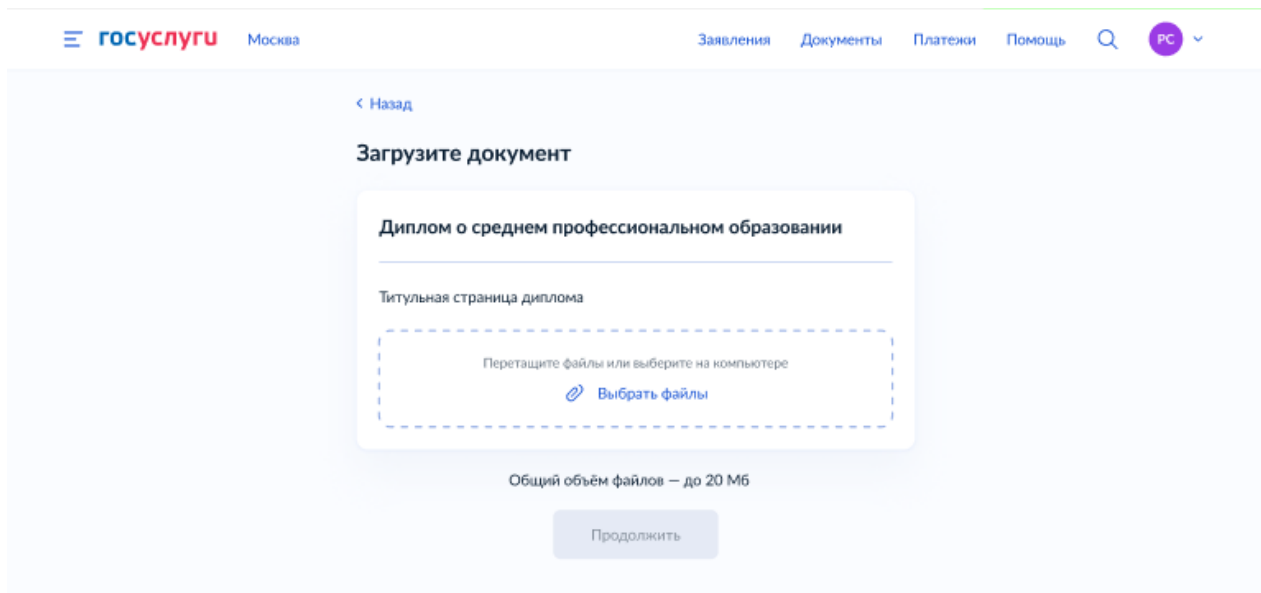 госуслуги Москва Заявления Документы Платежи Помощь РС
Назад
Загрузите документ
Диплом о среднем профессиональном образовании
Титульная страница диплома
Перетащите файлы или выберите на компьютере
Выбрать файлы
Общий объём файлов — до 20 Мб
Продолжить